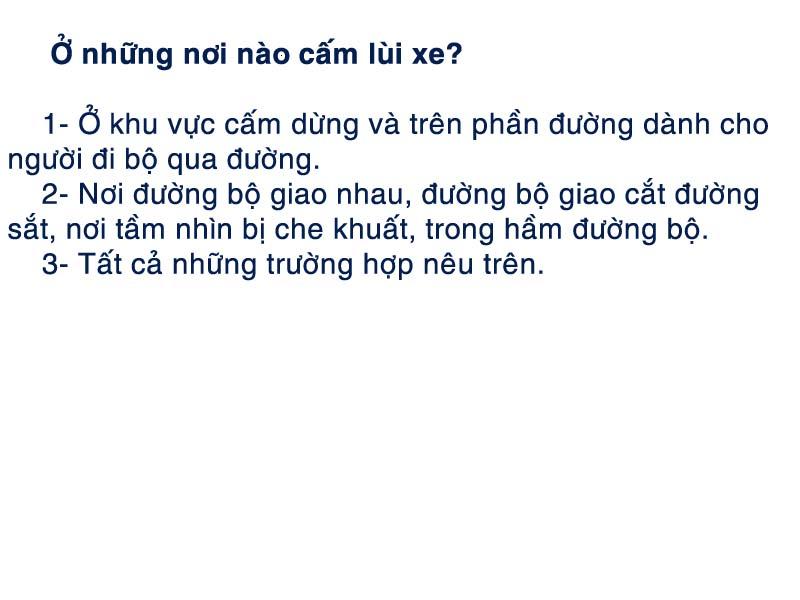 Ở những nơi nào cấm lùi xe?
1- Ở khu vực cấm dừng và trên phần đường dành cho
người đi bộ qua đường.
2- Nơi đường bộ giao nhau, đường bộ giao cắt đường
sắt, nơi tầm nhìn bị che khuất, trong hầm đường bộ.
3- Tất cả những trường hợp nêu trên.